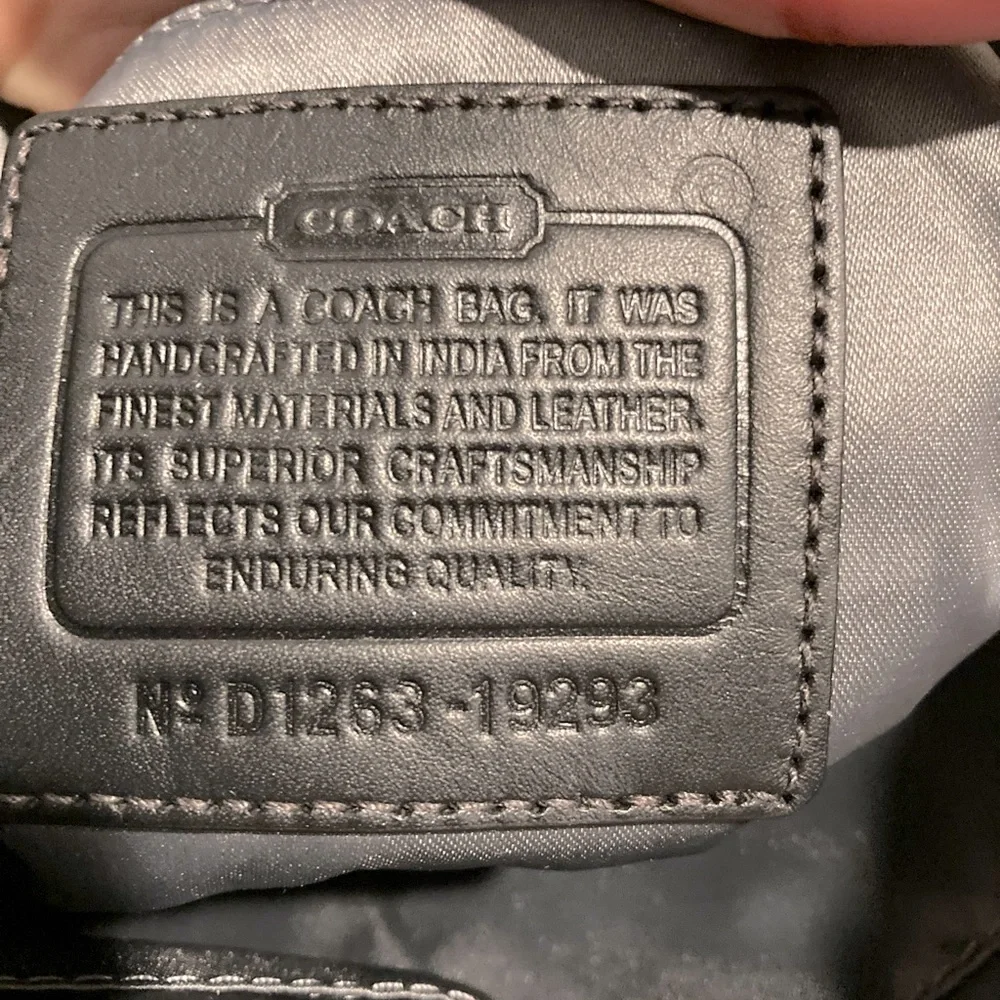 COACH
THIS IS A COACH BAG. IT WAS
HANDCRAFTED IN INDIA FROM THE
FINEST MATERIALS AND LEATHER.
ITS SUPERIOR CRAFTSMANSHIP
REFLECTS OUR COMMITMENT TO
ENDURING QUALITY.
Nº D1263-19293